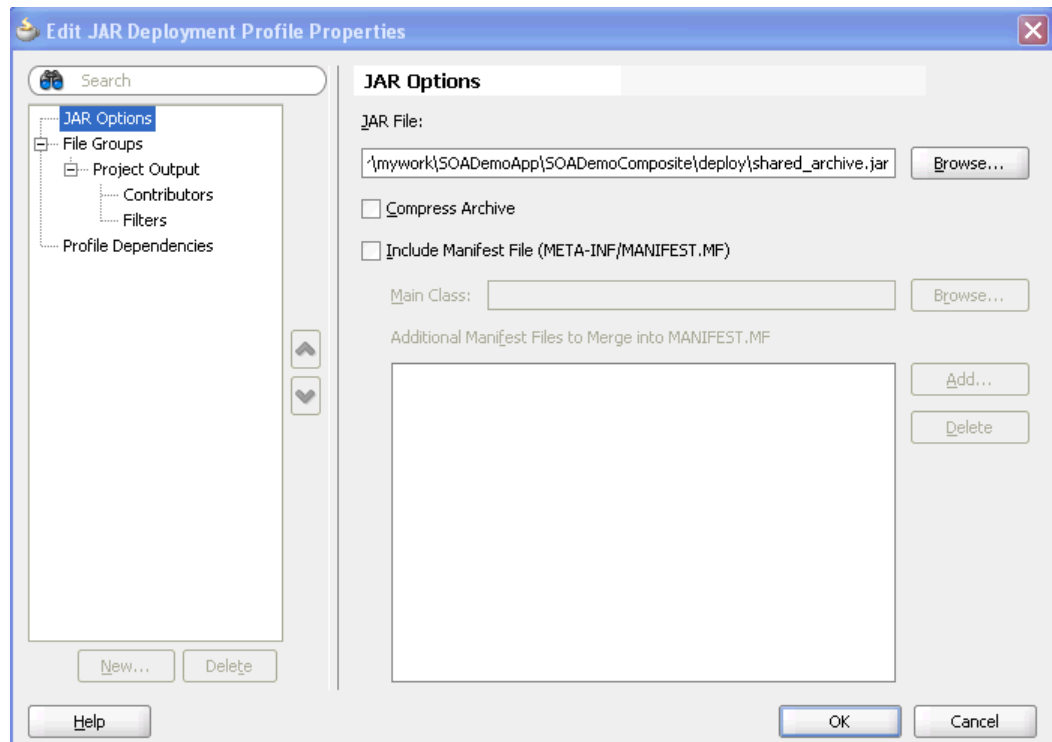 Edit JAR Deployment Profile Properties
Search
JAR Options
File Groups
Project Output
Contributors
Filters
Profile Dependencies
New...
Delete
JAR Options
JAR File:
\mywork\SOADemoApp\SOADemoComposite\deploy\shared_archive.jar
Browse...
Compress Archive
Include Manifest File (META-INF/MANIFEST.MF)
Main Class:
Browse...
Additional Manifest Files to Merge into MANIFEST.MF
Add...
Delete
Help
OK
Cancel